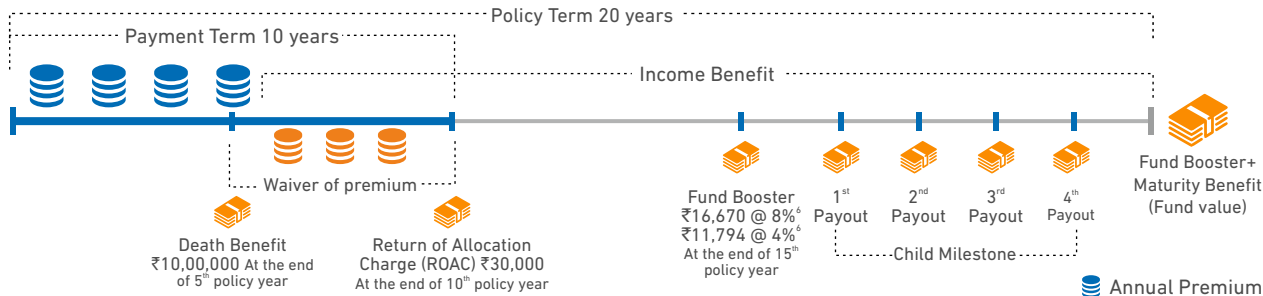 Policy Term 20 years
Payment Term 10 years
Income Benefit
Waiver of premium
Death Benefit
₹10,00,000 At the end
of 5th policy year
Return of Allocation
Charge (ROAC) ₹30,000
At the end of 10th policy year
Fund Booster
₹16,670 @ 8%⁶
₹11,794 @ 4%⁶
At the end of 15th
policy year
1st
Payout
2nd
Payout
3rd
Payout
4th
Payout
Child Milestone
Fund Booster+
Maturity Benefit
(Fund value)
Annual Premium